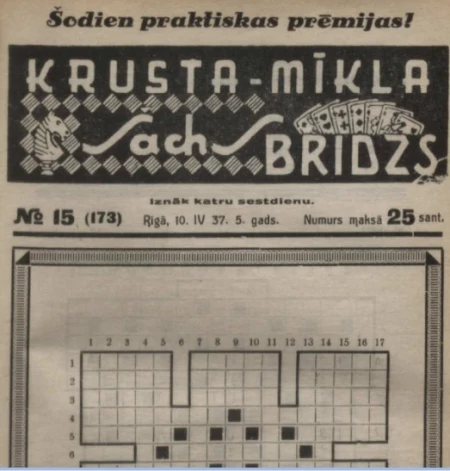 Šodien praktiskas prēmijas!
KRUSTA-MĪKLA
Šachs
BRIDŽS
Iznāk katru sestdienu.
№ 15 (173) Rīgā, 10. IV 37. 5. gads. Numurs maksā 25 sant.
1 2 3 4 5 6 7 8 9 10 11 12 13 14 15 16 17
1
2
3
4
5
6